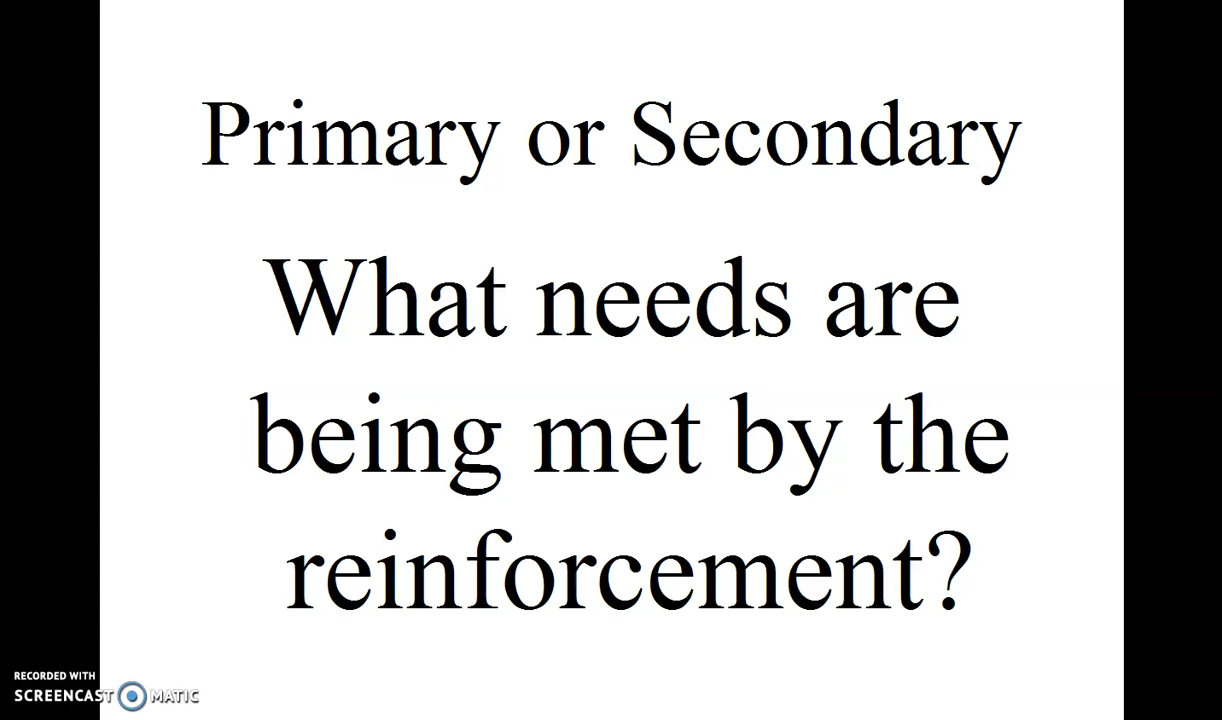 Primary or Secondary
What needs are
being met by the
reinforcement?
RECORDED WITH
SCREENCAST MATIC